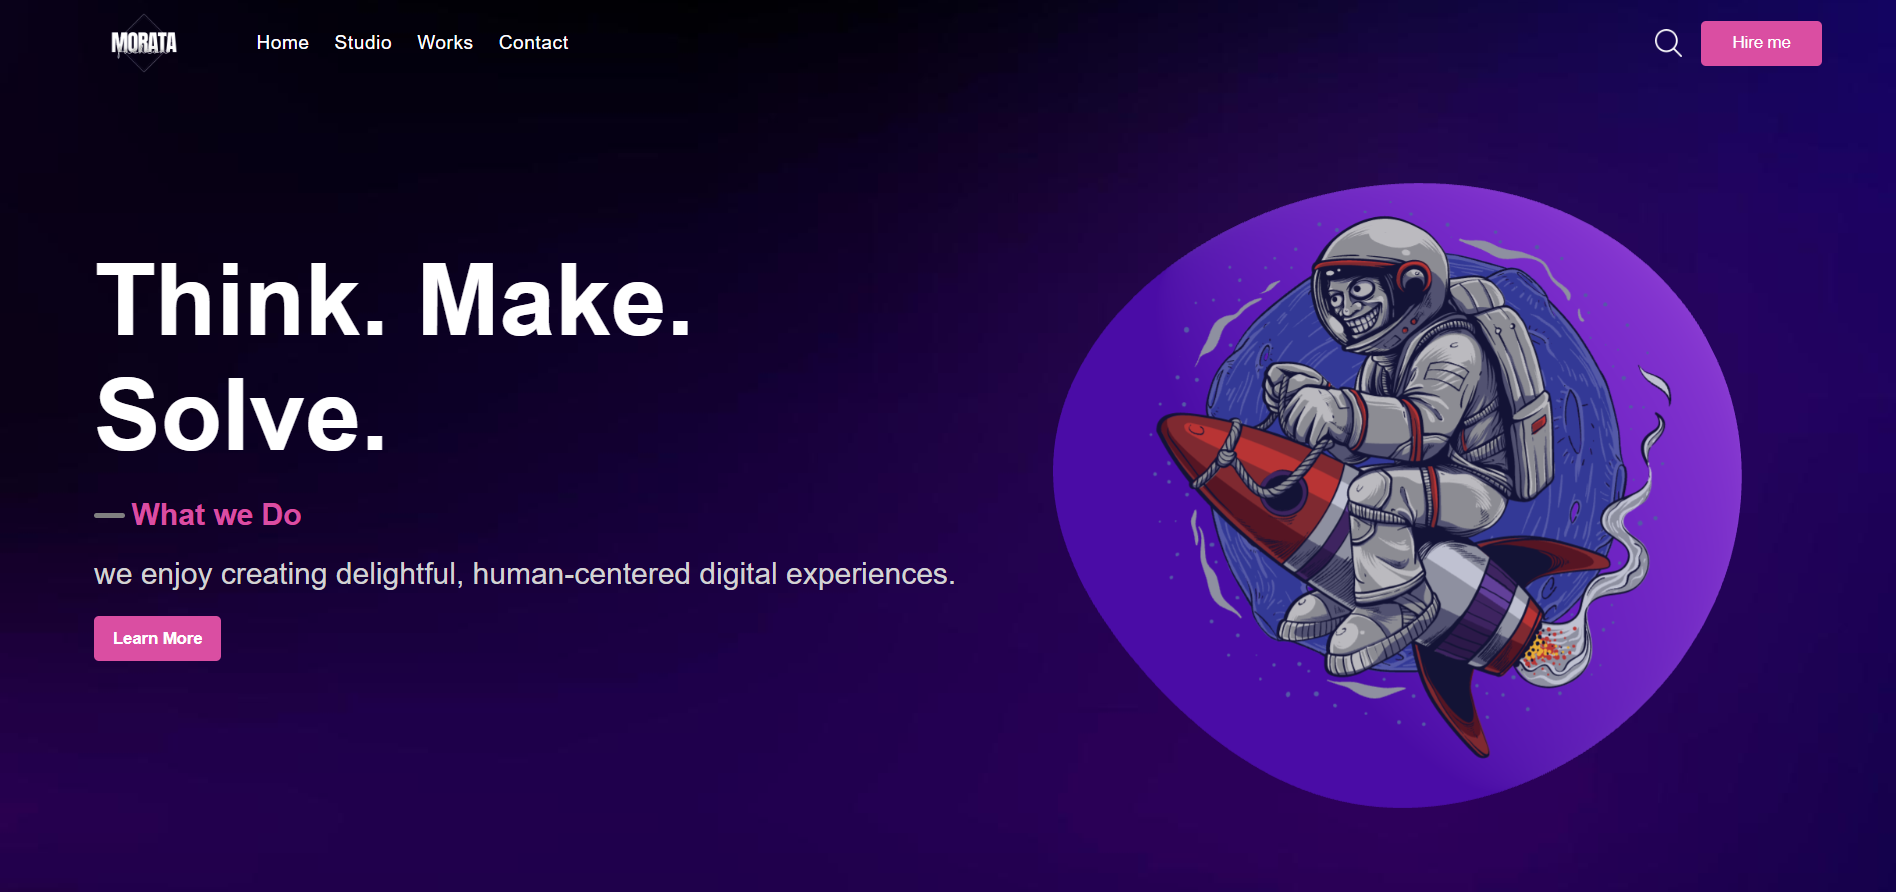 MORATA
Home Studio Works Contact
Hire me
Think. Make.
Solve.
What we Do
we enjoy creating delightful, human-centered digital experiences.
Learn More